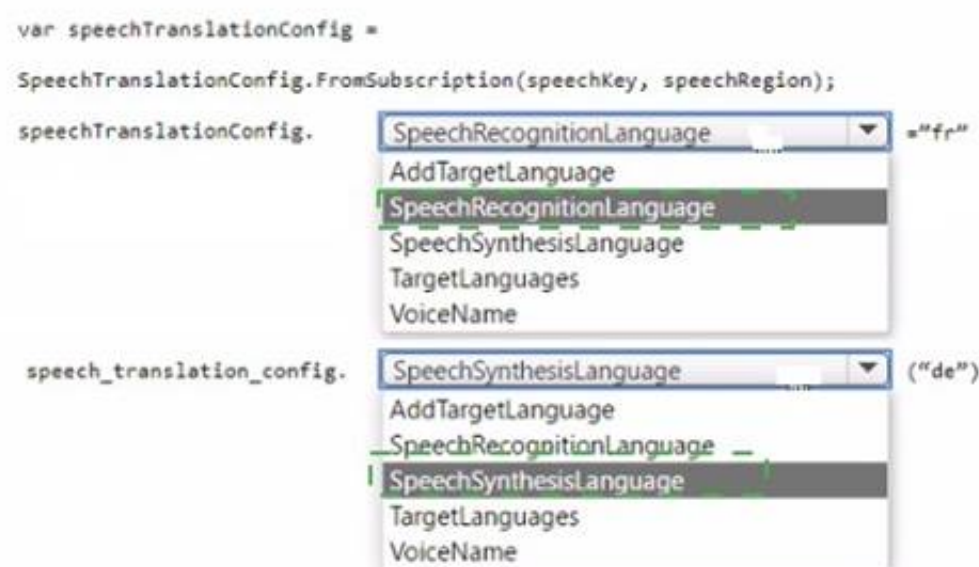 var speechTranslationConfig =
SpeechTranslationConfig.FromSubscription(speechKey, speechRegion);
speechTranslationConfig. SpeechRecognitionLanguage ="fr"
AddTargetLanguage
SpeechRecognitionLanguage
SpeechSynthesisLanguage
TargetLanguages
VoiceName
speech_translation_config. SpeechSynthesisLanguage ("de")
AddTargetLanguage
SpeechRecognitionLanguage
SpeechSynthesisLanguage
TargetLanguages
VoiceName